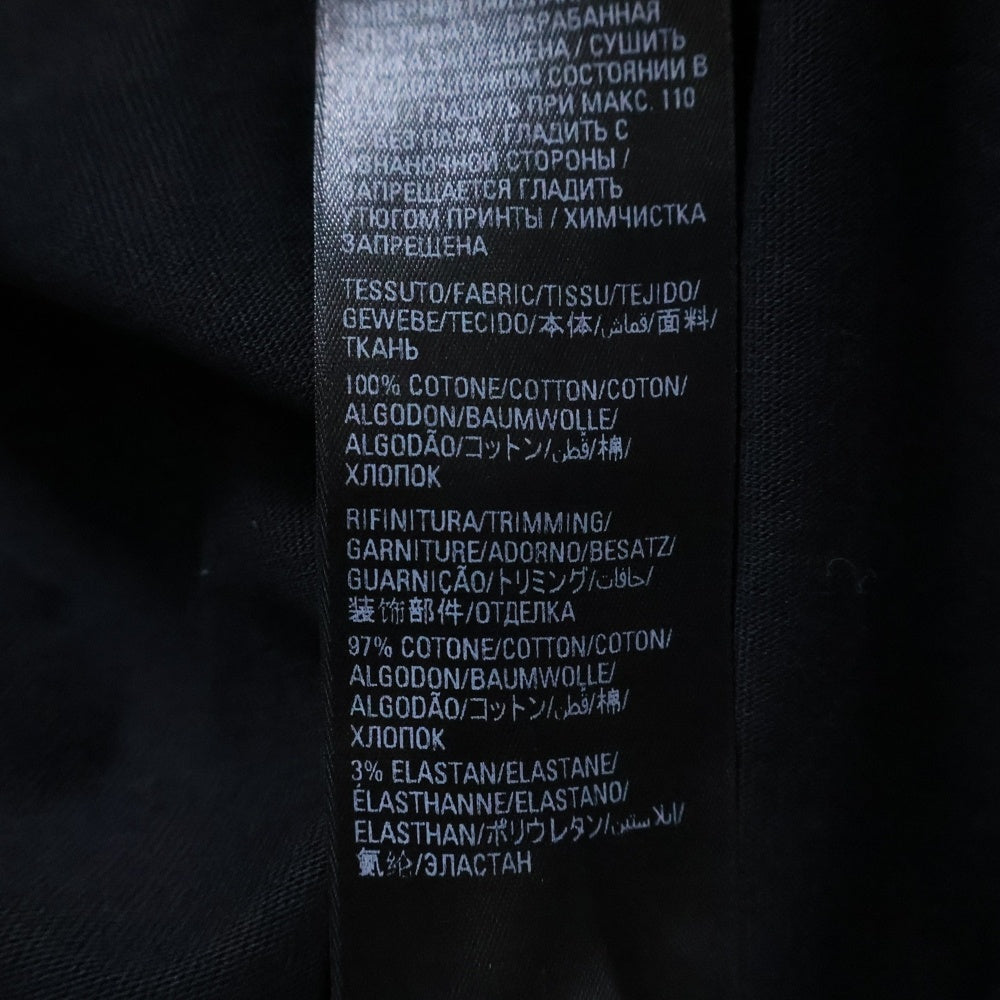 БАРАБАННАЯ
/ СУШИТЬ
СОСТОЯНИИ В
ПРИ МАКС. 110
ПАРА / ГЛАДИТЬ С
ИЗНАНОЧНОЙ СТОРОНЫ /
ЗАПРЕЩАЕТСЯ ГЛАДИТЬ
УТЮГОМ ПРИНТЫ / ХИМЧИСТКА
ЗАПРЕЩЕНА
TESSUTO/FABRIC/TISSU/TEJIDO/
GEWEBE/TECIDO/本体/قماش/面料/
ТКАНЬ
100% COTONE/COTTON/COTON/
ALGODON/BAUMWOLLE/
ALGODÃO/コットン/قطن/棉/
ХЛОПОК
RIFINITURA/TRIMMING/
GARNITURE/ADORNO/BESATZ/
GUARNIÇÃO/トリミング/حافات/
装饰部件/ОТДЕЛКА
97% COTONE/COTTON/COTON/
ALGODON/BAUMWOLLE/
ALGODÃO/コットン/قطن/棉/
ХЛОПОК
3% ELASTAN/ELASTANE/
ÉLASTHANNE/ELASTANO/
ELASTHAN/ポリウレタン/ايلاستين/
氨纶/ЭЛАСТАН